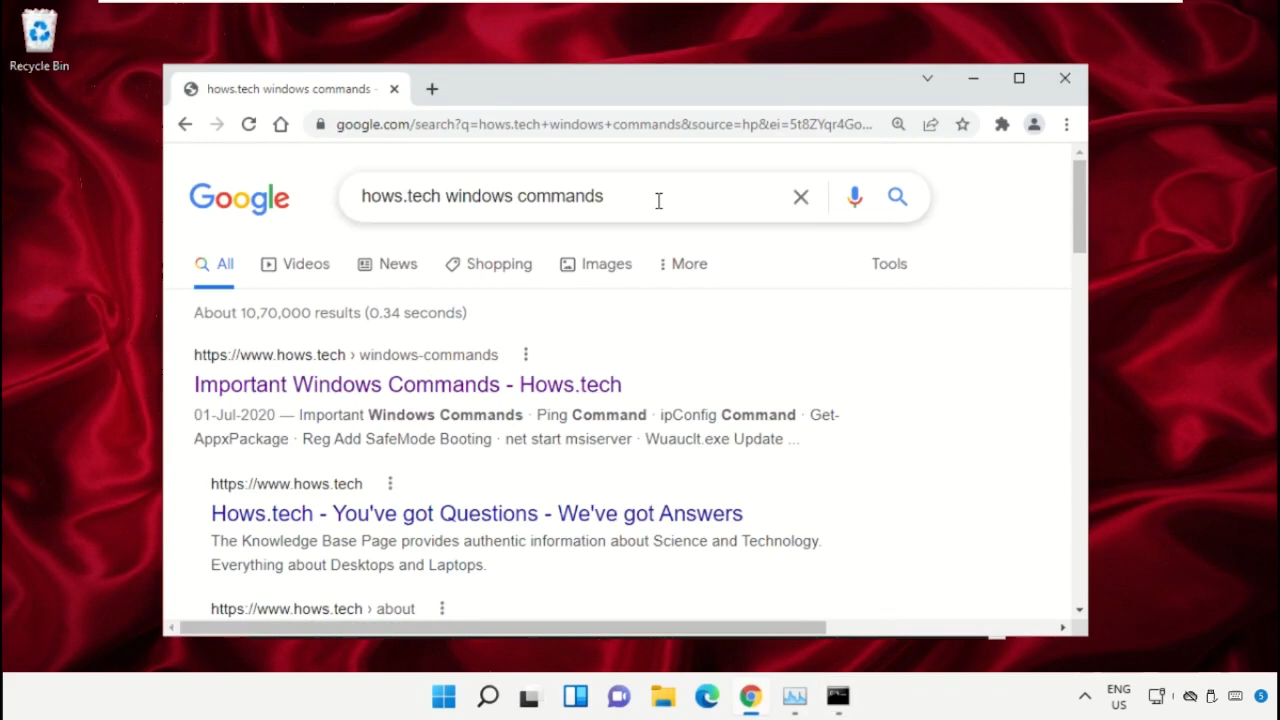 Recycle Bin
hows.tech windows commands -
google.com/search?q=hows.tech+windows+commands&source=hp&ei=5t8ZYqr4Go...
Google
hows.tech windows commands
All Videos News Shopping Images More Tools
About 10,70,000 results (0.34 seconds)
https://www.hows.tech › windows-commands
Important Windows Commands - Hows.tech
01-Jul-2020 — Important Windows Commands · Ping Command · ipConfig Command · Get-
AppxPackage · Reg Add SafeMode Booting · net start msiserver · Wuauclt.exe Update ...
https://www.hows.tech
Hows.tech - You've got Questions - We've got Answers
The Knowledge Base Page provides authentic information about Science and Technology.
Everything about Desktops and Laptops.
https://www.hows.tech › about
ENG
US
5